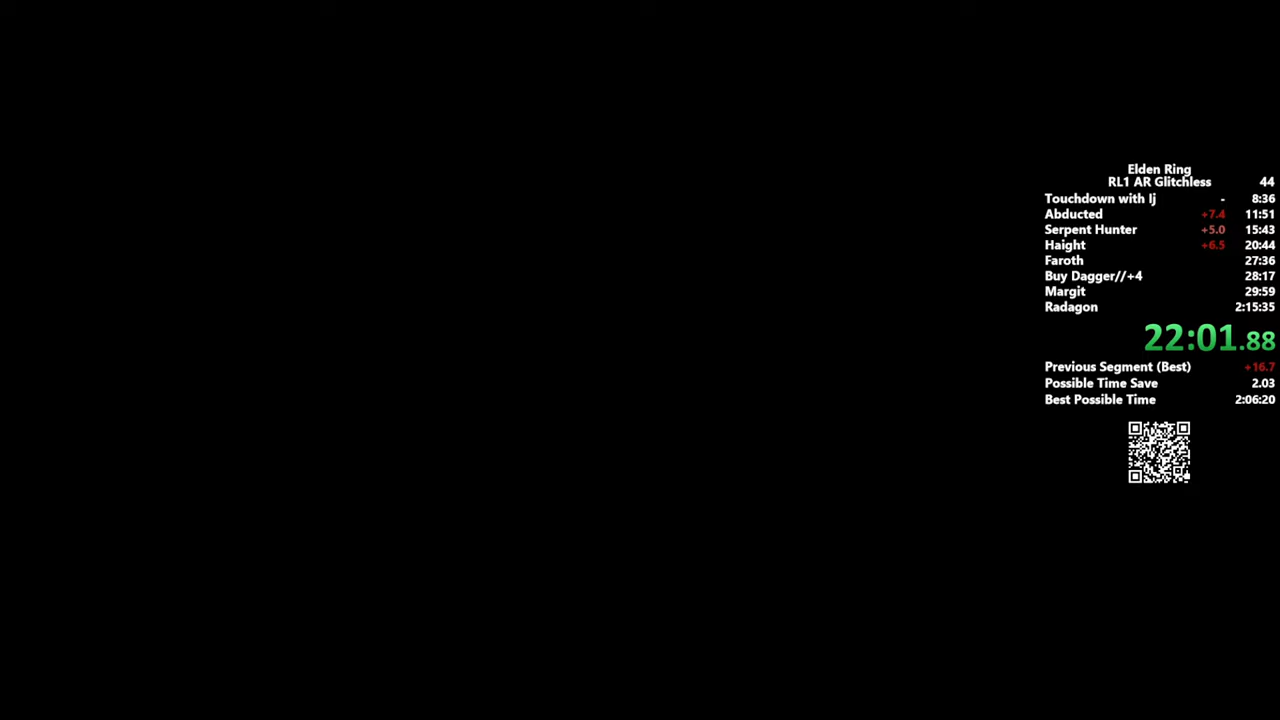 Elden Ring
RL1 AR Glitchless 44
Touchdown with Ij - 8:36
Abducted +7.4 11:51
Serpent Hunter +5.0 15:43
Haight +6.5 20:44
Faroth 27:36
Buy Dagger//+4 28:17
Margit 29:59
Radagon 2:15:35
22:01.88
Previous Segment (Best) +16.7
Possible Time Save 2.03
Best Possible Time 2:06:20